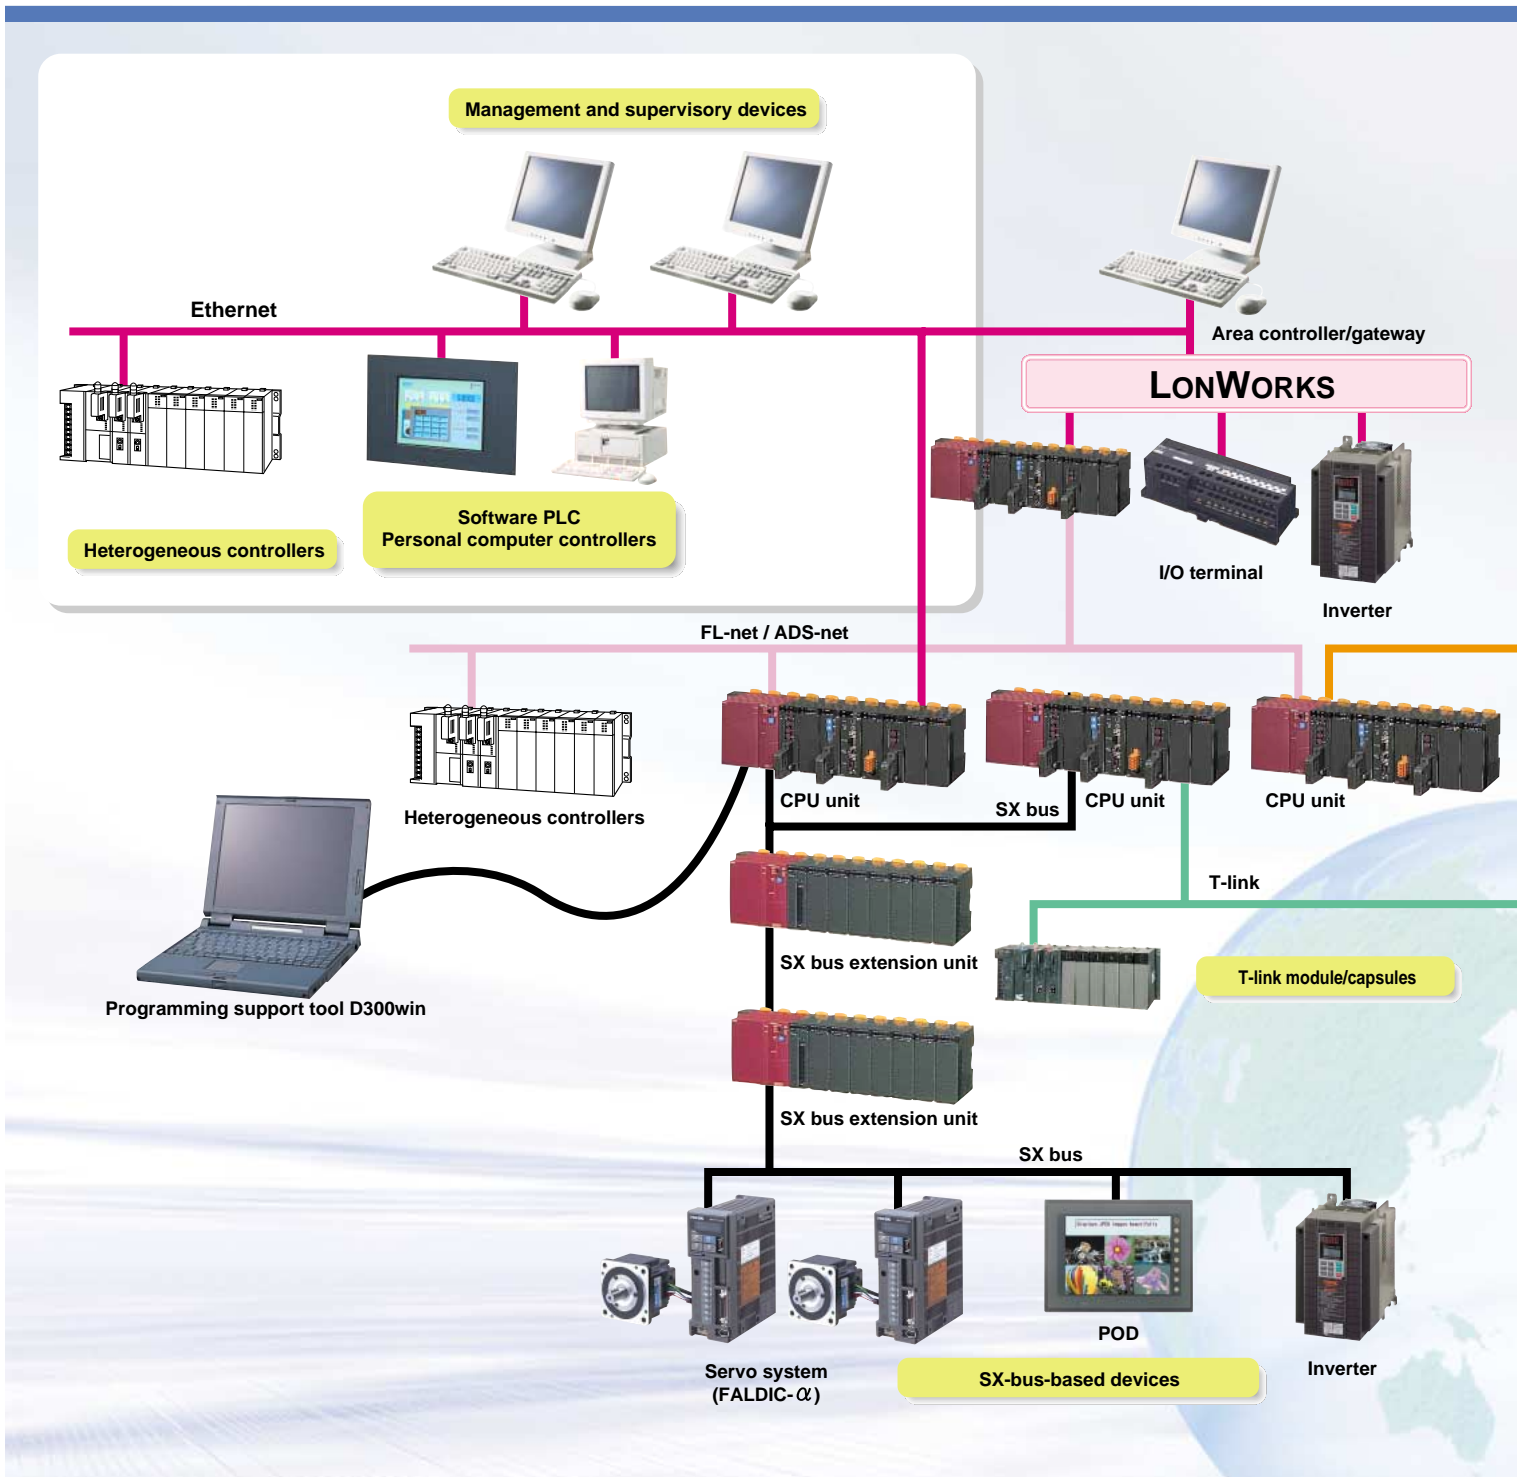 Management and supervisory devices
Ethernet
Area controller/gateway
LONWORKS
Software PLC
Personal computer controllers
Heterogeneous controllers
I/O terminal
Inverter
FL-net / ADS-net
CPU unit
SX bus
CPU unit
CPU unit
Heterogeneous controllers
T-link
SX bus extension unit
T-link module/capsules
Programming support tool D300win
SX bus extension unit
SX bus
POD
Servo system
(FALDIC-α)
SX-bus-based devices
Inverter